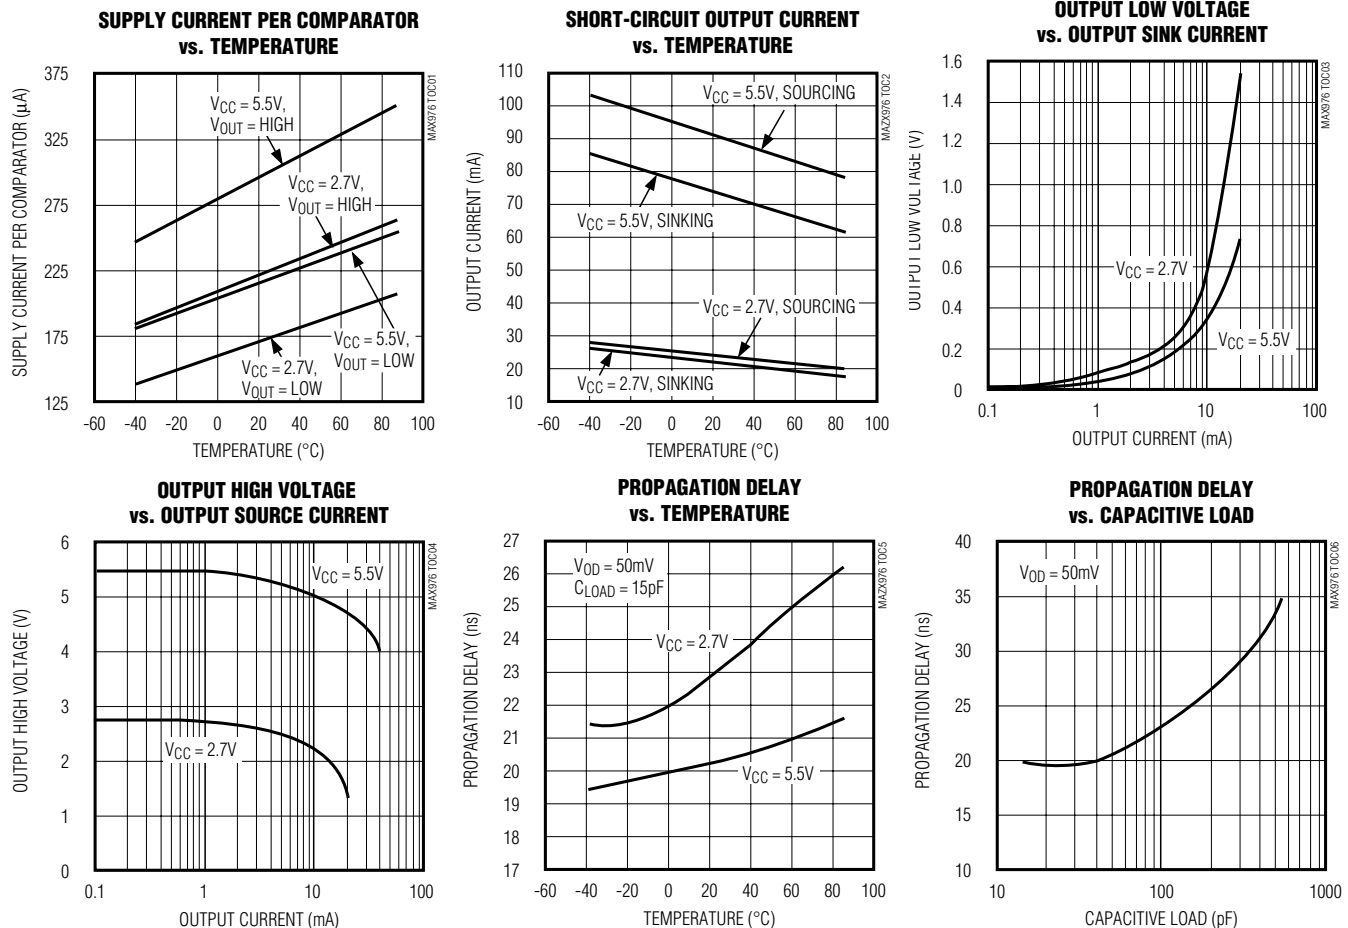 SUPPLY CURRENT PER COMPARATOR
vs. TEMPERATURE
SUPPLY CURRENT PER COMPARATOR (µA)
375
325
275
225
175
125
VCC = 5.5V,
VOUT = HIGH
VCC = 2.7V,
VOUT = HIGH
VCC = 5.5V,
VOUT = LOW
VCC = 2.7V,
VOUT = LOW
-60 -40 -20 0 20 40 60 80 100
TEMPERATURE (°C)
MAX976 TOC01
SHORT-CIRCUIT OUTPUT CURRENT
vs. TEMPERATURE
OUTPUT CURRENT (mA)
110
100
90
80
70
60
50
40
30
20
10
VCC = 5.5V, SOURCING
VCC = 5.5V, SINKING
VCC = 2.7V, SOURCING
VCC = 2.7V, SINKING
-60 -40 -20 0 20 40 60 80 100
TEMPERATURE (°C)
MAZX976 TOC2
OUTPUT LOW VOLTAGE
vs. OUTPUT SINK CURRENT
OUTPUT LOW VOLTAGE (V)
1.6
1.4
1.2
1.0
0.8
0.6
0.4
0.2
0
VCC = 2.7V
VCC = 5.5V
0.1 1 10 100
OUTPUT CURRENT (mA)
MAX976 TOC03
OUTPUT HIGH VOLTAGE
vs. OUTPUT SOURCE CURRENT
OUTPUT HIGH VOLTAGE (V)
6
5
4
3
2
1
0
VCC = 5.5V
VCC = 2.7V
0.1 1 10 100
OUTPUT CURRENT (mA)
MAX976 TOC04
PROPAGATION DELAY
vs. TEMPERATURE
PROPAGATION DELAY (ns)
27
26
25
24
23
22
21
20
19
18
17
VOD = 50mV
CLOAD = 15pF
VCC = 2.7V
VCC = 5.5V
-60 -40 -20 0 20 40 60 80 100
TEMPERATURE (°C)
MAZX976 TOC5
PROPAGATION DELAY
vs. CAPACITIVE LOAD
PROPAGATION DELAY (ns)
40
35
30
25
20
15
10
VOD = 50mV
10 100 1000
CAPACITIVE LOAD (pF)
MAX976 TOC06